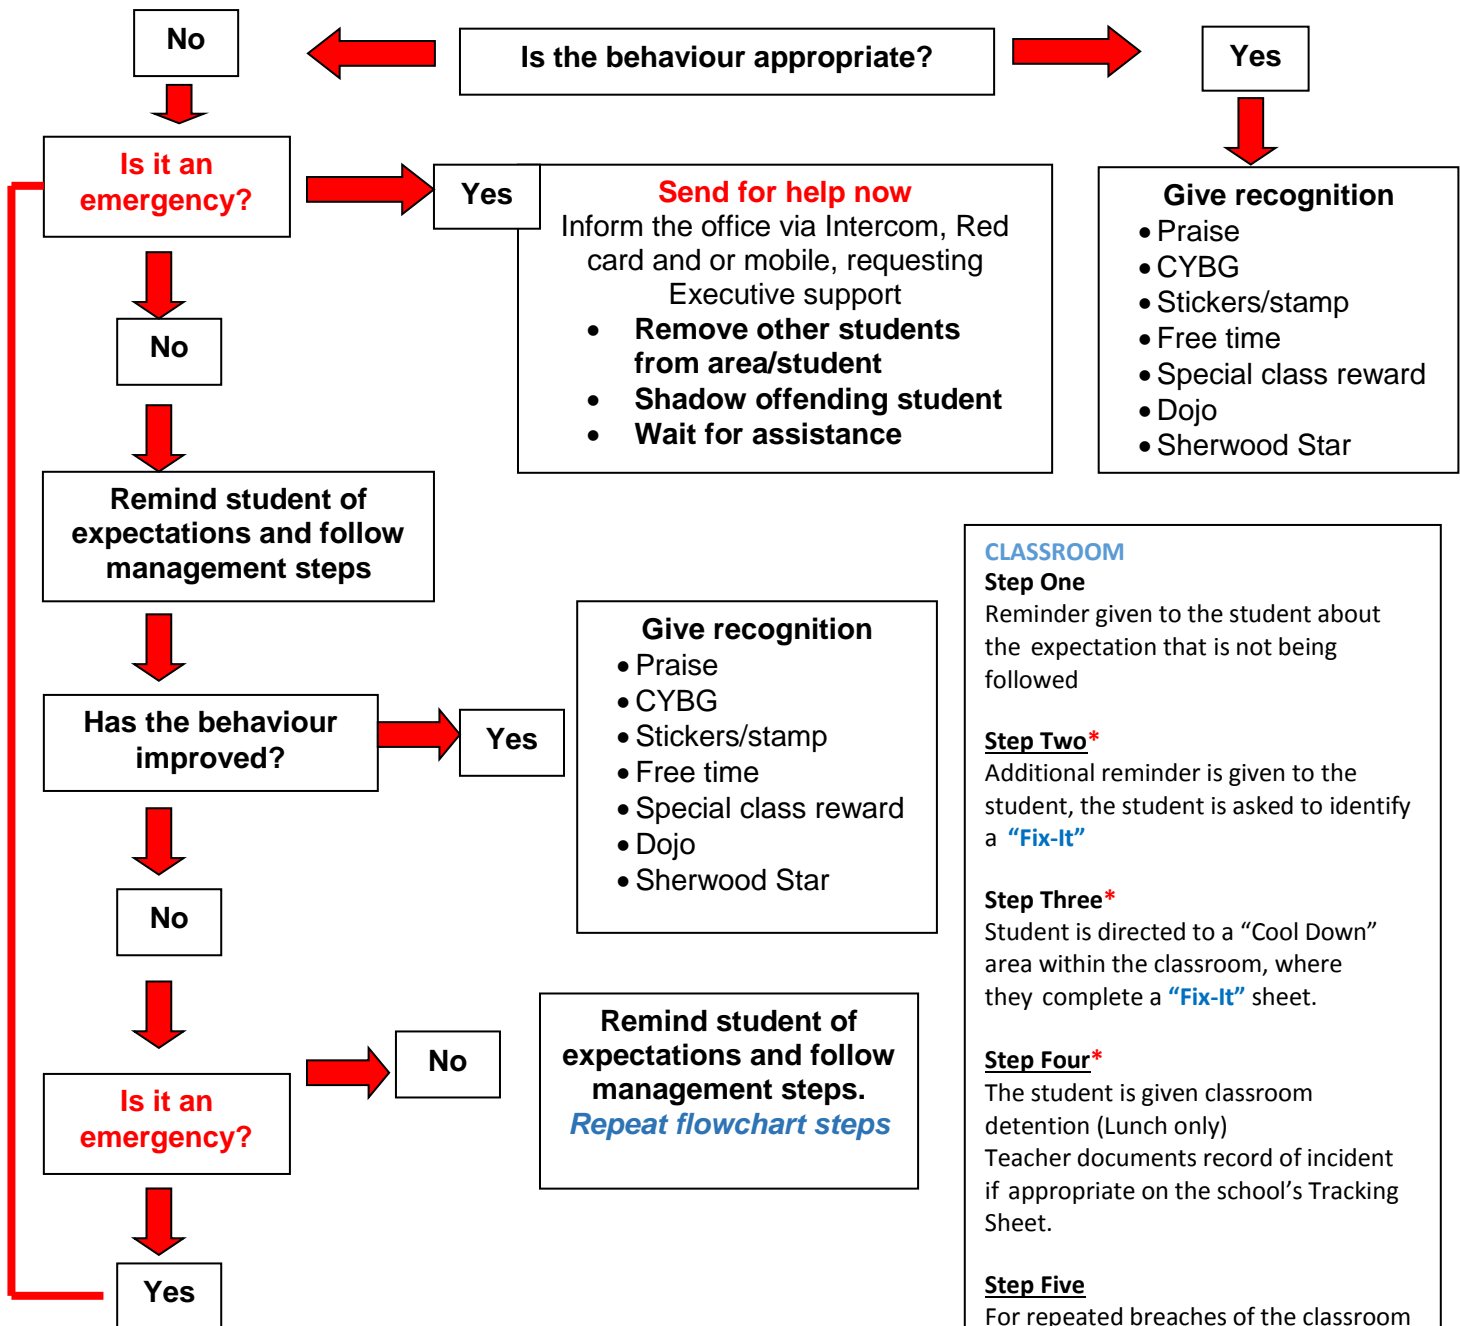 No
Is the behaviour appropriate?
Yes
Is it an
emergency?
Yes
Send for help now
Inform the office via Intercom, Red
card and or mobile, requesting
Executive support
• Remove other students
from area/student
• Shadow offending student
• Wait for assistance
Give recognition
• Praise
• CYBG
• Stickers/stamp
• Free time
• Special class reward
• Dojo
• Sherwood Star
No
Remind student of
expectations and follow
management steps
Has the behaviour
improved?
Yes
Give recognition
• Praise
• CYBG
• Stickers/stamp
• Free time
• Special class reward
• Dojo
• Sherwood Star
No
Is it an
emergency?
No
Remind student of
expectations and follow
management steps.
Repeat flowchart steps
Yes
CLASSROOM
Step One
Reminder given to the student about
the expectation that is not being
followed
Step Two*
Additional reminder is given to the
student, the student is asked to identify
a “Fix-It”
Step Three*
Student is directed to a “Cool Down”
area within the classroom, where
they complete a “Fix-It” sheet.
Step Four*
The student is given classroom
detention (Lunch only)
Teacher documents record of incident
if appropriate on the school’s Tracking
Sheet.
Step Five
For repeated breaches of the classroom